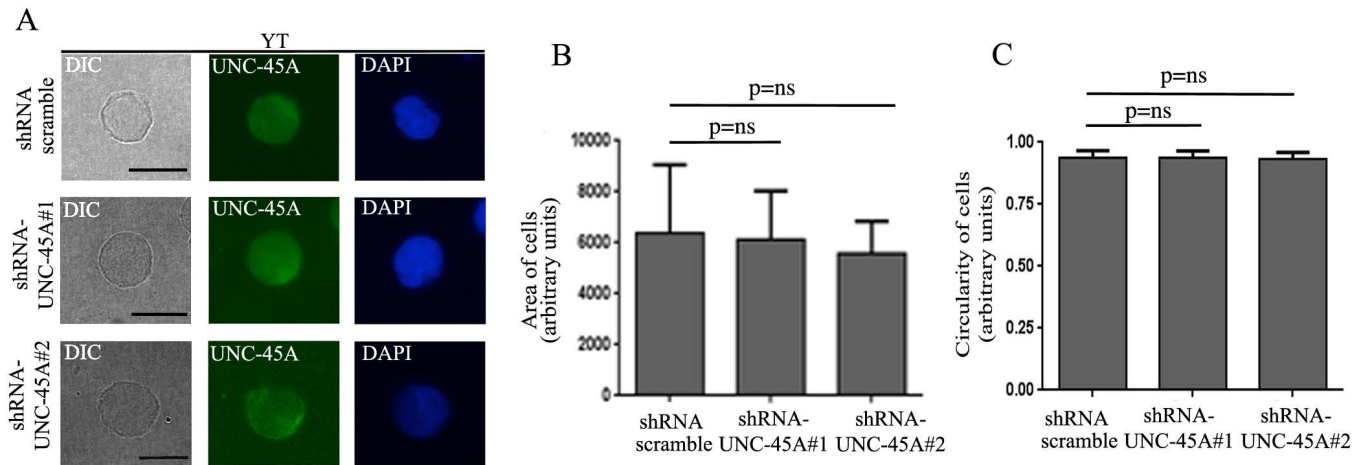 A
YT
shRNA
scramble
DIC
UNC-45A
DAPI
shRNA-
UNC-45A#1
DIC
UNC-45A
DAPI
shRNA-
UNC-45A#2
DIC
UNC-45A
DAPI
B
p=ns
p=ns
Area of cells
(arbitrary units)
10000
8000
6000
4000
2000
0
shRNA
scramble
shRNA-
UNC-45A#1
shRNA-
UNC-45A#2
C
p=ns
p=ns
Circularity of cells
(arbitrary units)
1.00
0.75
0.50
0.25
0.00
shRNA
scramble
shRNA-
UNC-45A#1
shRNA-
UNC-45A#2